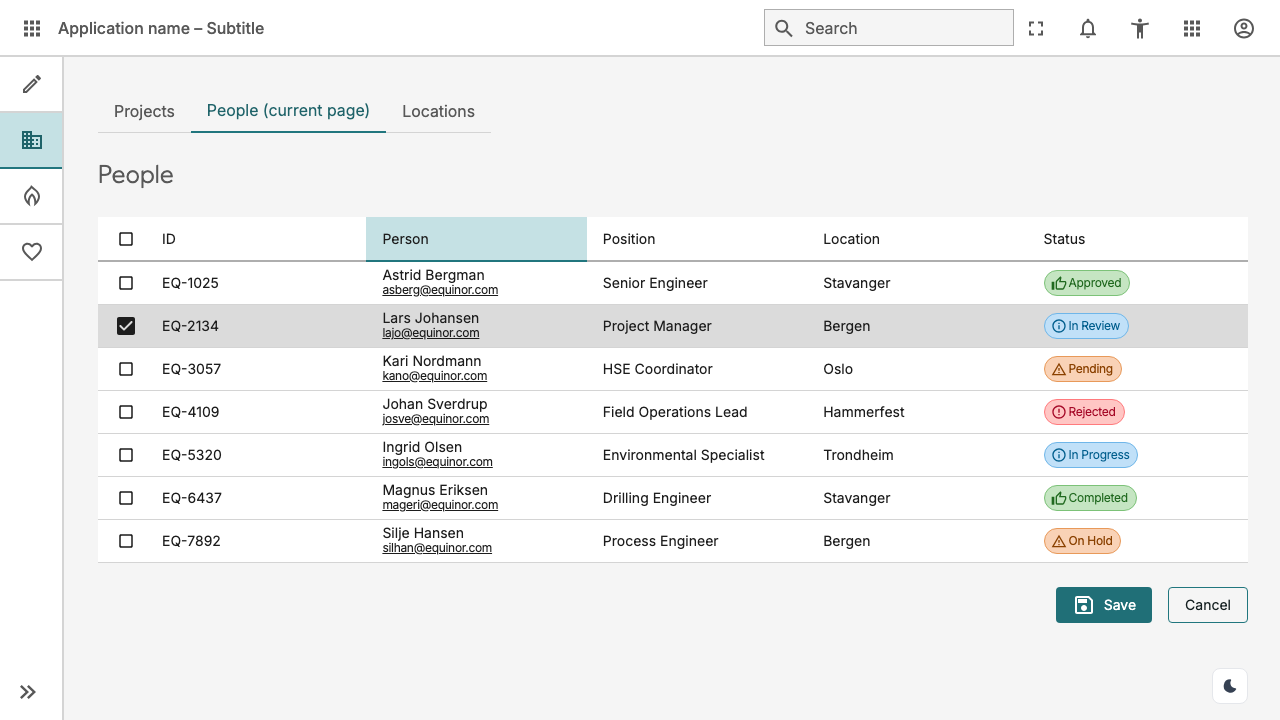 Application name – Subtitle
Search
Projects
People (current page)
Locations
People
ID
Person
Position
Location
Status
EQ-1025
Astrid Bergman
asberg@equinor.com
Senior Engineer
Stavanger
Approved
EQ-2134
Lars Johansen
lajo@equinor.com
Project Manager
Bergen
In Review
EQ-3057
Kari Nordmann
kano@equinor.com
HSE Coordinator
Oslo
Pending
EQ-4109
Johan Sverdrup
josve@equinor.com
Field Operations Lead
Hammerfest
Rejected
EQ-5320
Ingrid Olsen
ingols@equinor.com
Environmental Specialist
Trondheim
In Progress
EQ-6437
Magnus Eriksen
mageri@equinor.com
Drilling Engineer
Stavanger
Completed
EQ-7892
Silje Hansen
silhan@equinor.com
Process Engineer
Bergen
On Hold
Save
Cancel